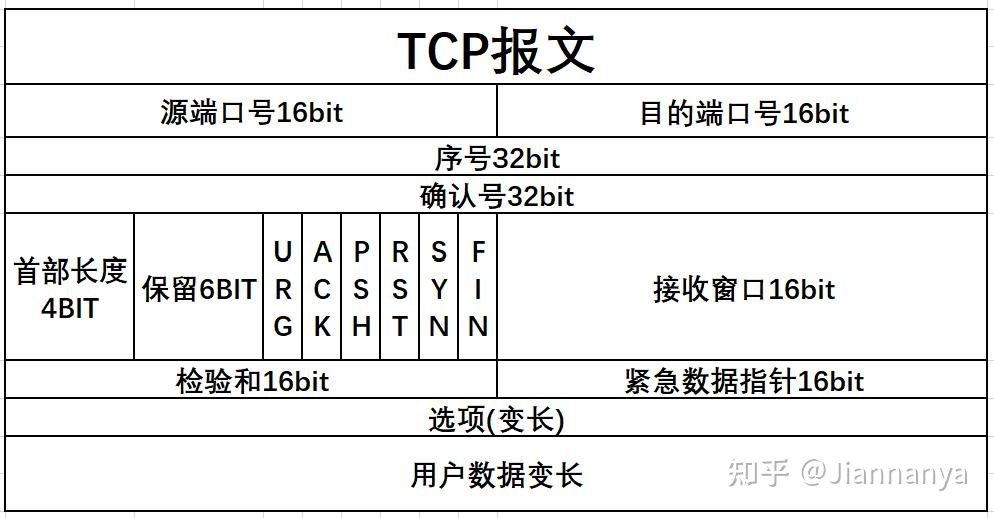 TCP报文
源端口号16bit
目的端口号16bit
序号32bit
确认号32bit
首部长度
4BIT
保留6BIT
URG
ACK
PSH
RST
SYN
FIN
接收窗口16bit
检验和16bit
紧急数据指针16bit
选项(变长)
用户数据变长
知乎 @Jiannanya